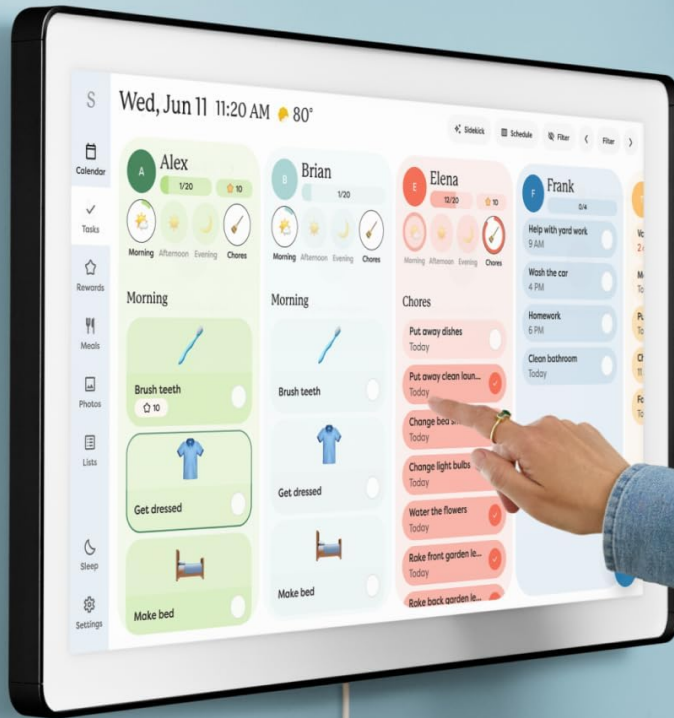 S
Wed, Jun 11 11:20 AM 80°
Sidekick
Schedule
Filter
Filter
Calendar
Tasks
Rewards
Meals
Photos
Lists
Sleep
Settings
A
Alex
1/20
10
Morning Afternoon Evening Chores
Morning
Brush teeth
10
Get dressed
Make bed
B
Brian
1/20
Morning Afternoon Evening Chores
Morning
Brush teeth
Get dressed
Make bed
E
Elena
12/20
10
Morning Afternoon Evening Chores
Chores
Put away dishes
Today
Put away clean laun...
Today
Change bed
Change light bulbs
Today
Water the flowers
Today
Rake front garden le...
Today
Rake back garden le...
F
Frank
0/4
Help with yard work
9 AM
Wash the car
4 PM
Homework
6 PM
Clean bathroom
Today